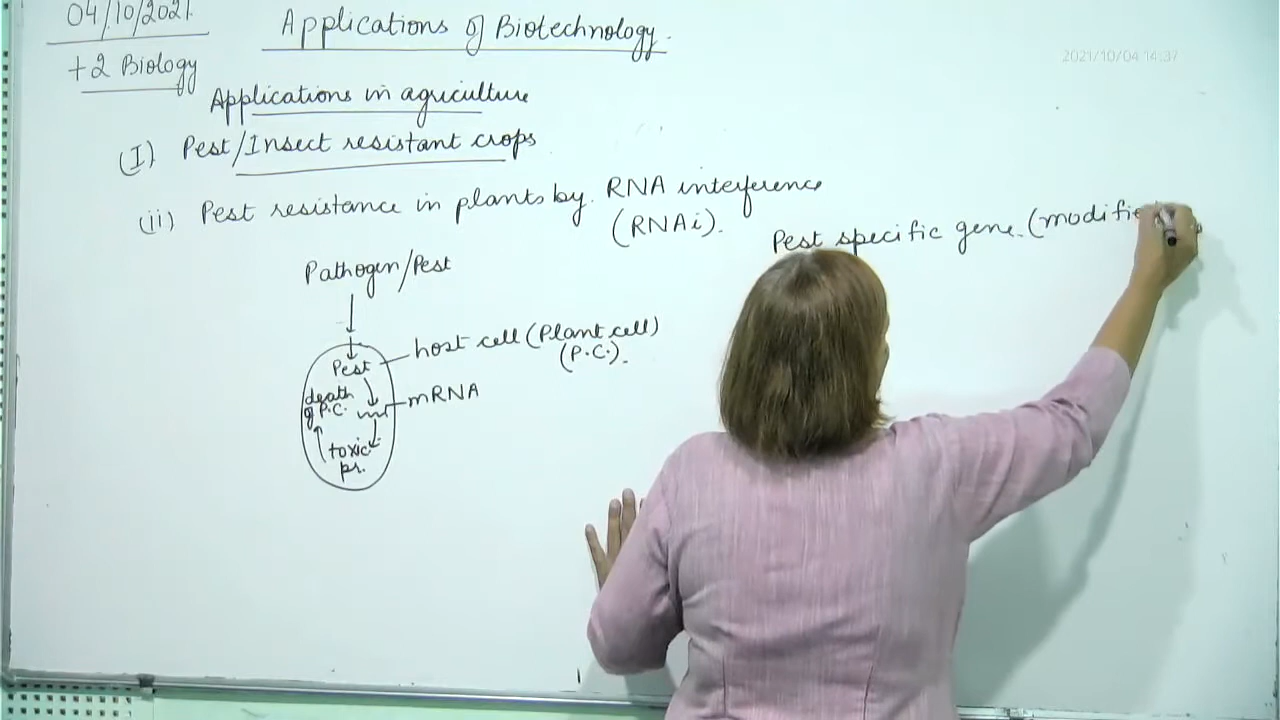 04/10/2021
+2 Biology
Applications of Biotechnology.
2021/10/04 14:37
Applications in agriculture
(I) Pest/Insect resistant crops
(ii) Pest resistance in plants by RNA interference
(RNAi).
Pathogen/Pest
Pest
host cell (Plant cell)
(P.C.).
death
of P.C.
mRNA
toxic
pr.
Pest specific gene (modifie